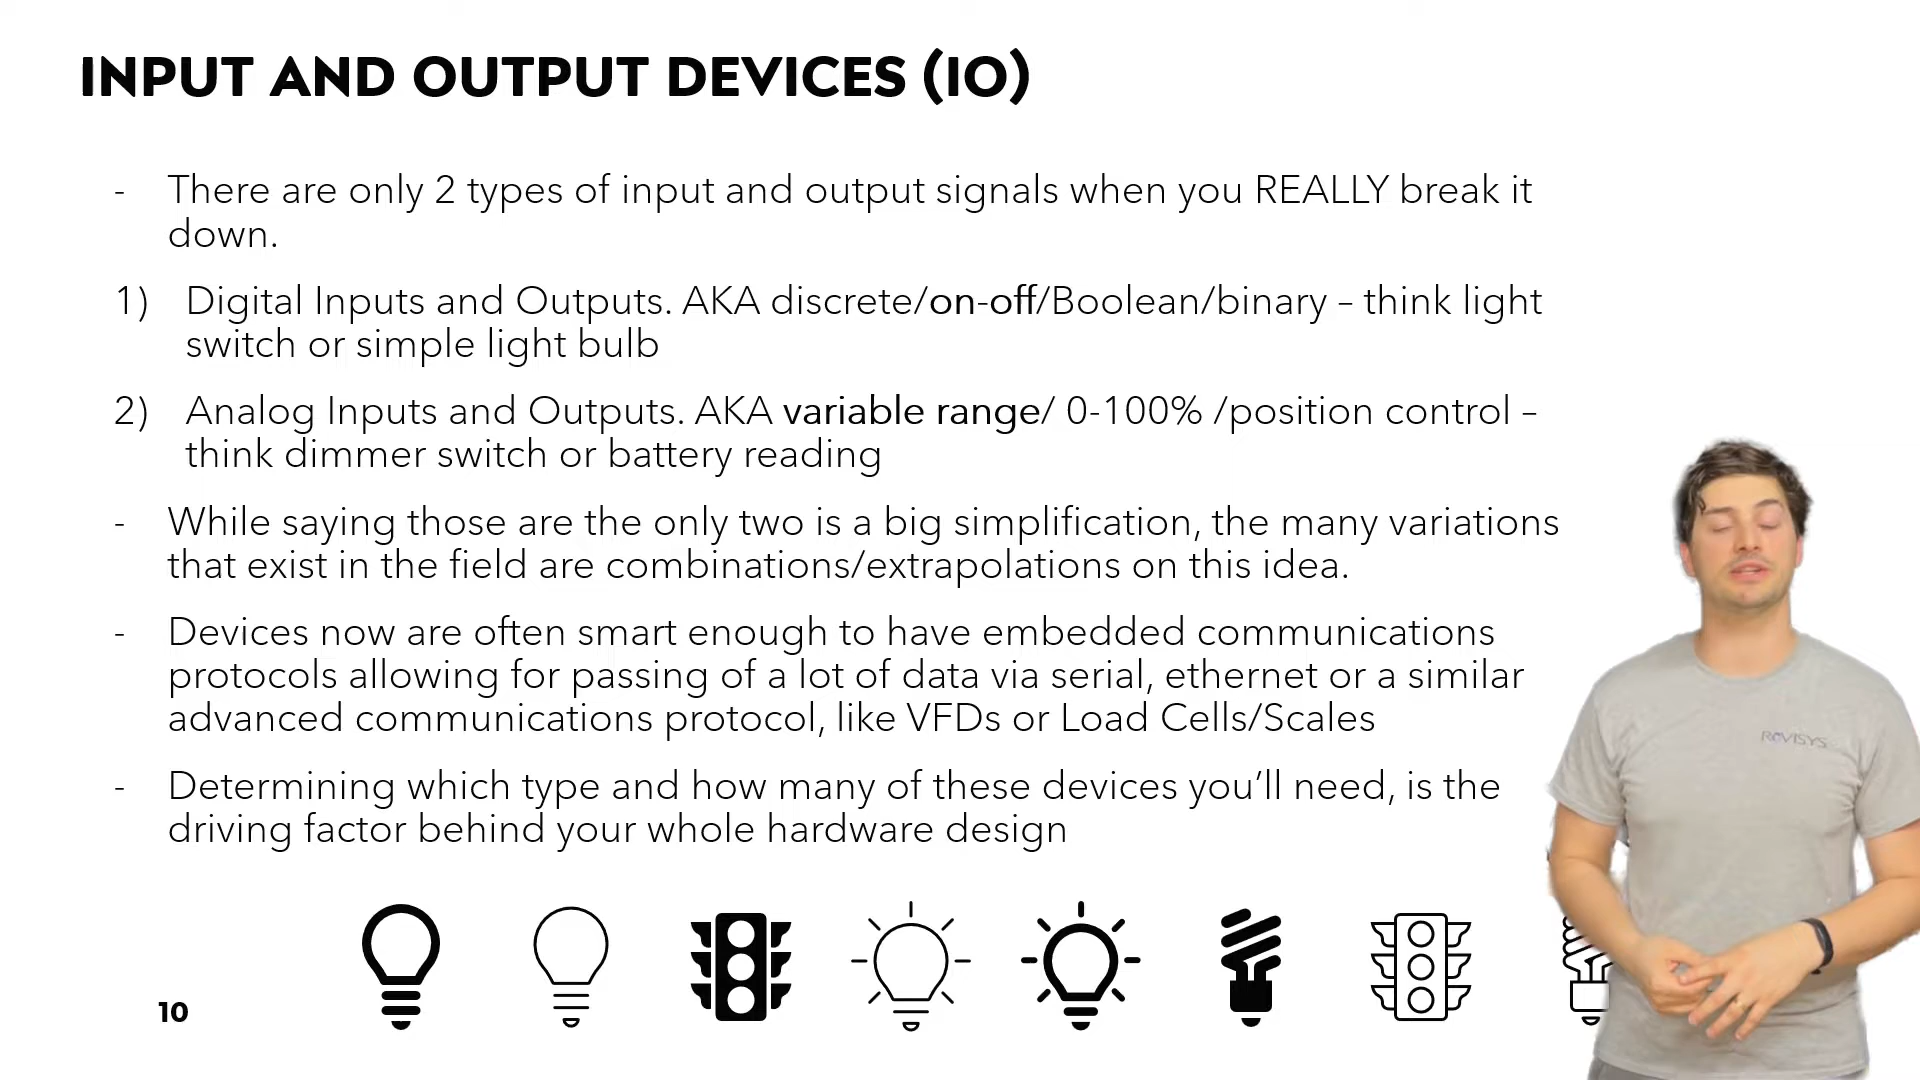 INPUT AND OUTPUT DEVICES (IO)
- There are only 2 types of input and output signals when you REALLY break it
down.
1) Digital Inputs and Outputs. AKA discrete/on-off/Boolean/binary – think light
switch or simple light bulb
2) Analog Inputs and Outputs. AKA variable range/ 0-100% /position control –
think dimmer switch or battery reading
- While saying those are the only two is a big simplification, the many variations
that exist in the field are combinations/extrapolations on this idea.
- Devices now are often smart enough to have embedded communications
protocols allowing for passing of a lot of data via serial, ethernet or a similar
advanced communications protocol, like VFDs or Load Cells/Scales
- Determining which type and how many of these devices you’ll need, is the
driving factor behind your whole hardware design
RōVISYS
10